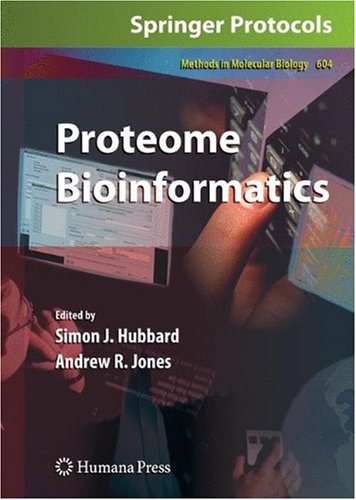 Springer Protocols
Methods in Molecular Biology 604
Proteome
Bioinformatics
Edited by
Simon J. Hubbard
Andrew R. Jones
Humana Press